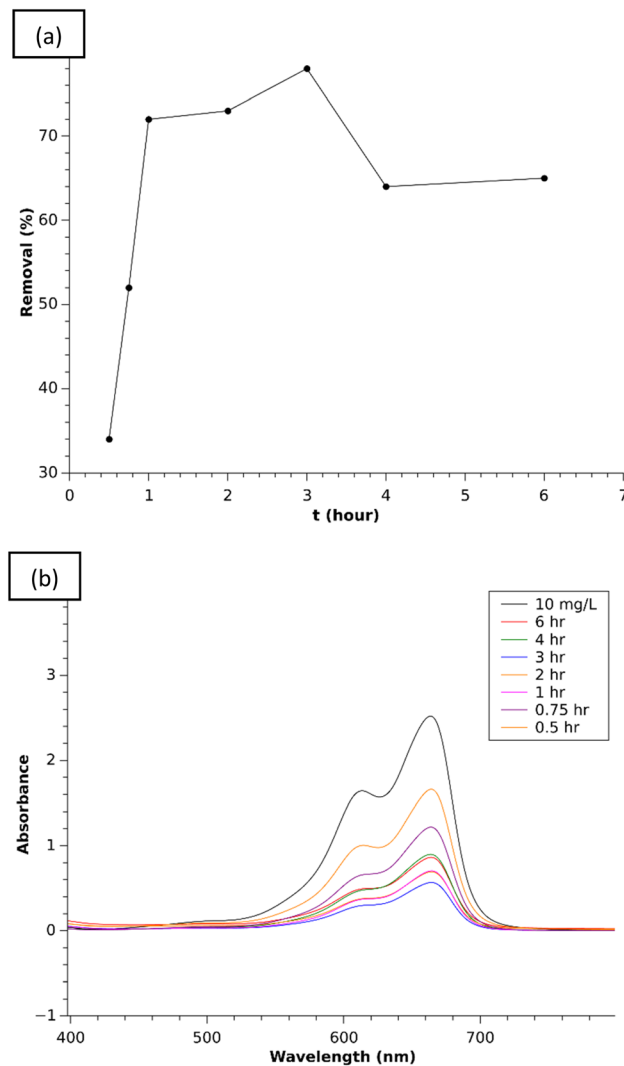 (a)
70
60
50
40
30
Removal (%)
0 1 2 3 4 5 6 7
t (hour)
(b)
10 mg/L
6 hr
4 hr
3 hr
2 hr
1 hr
0.75 hr
0.5 hr
3
2
1
0
−1
Absorbance
400 500 600 700
Wavelength (nm)